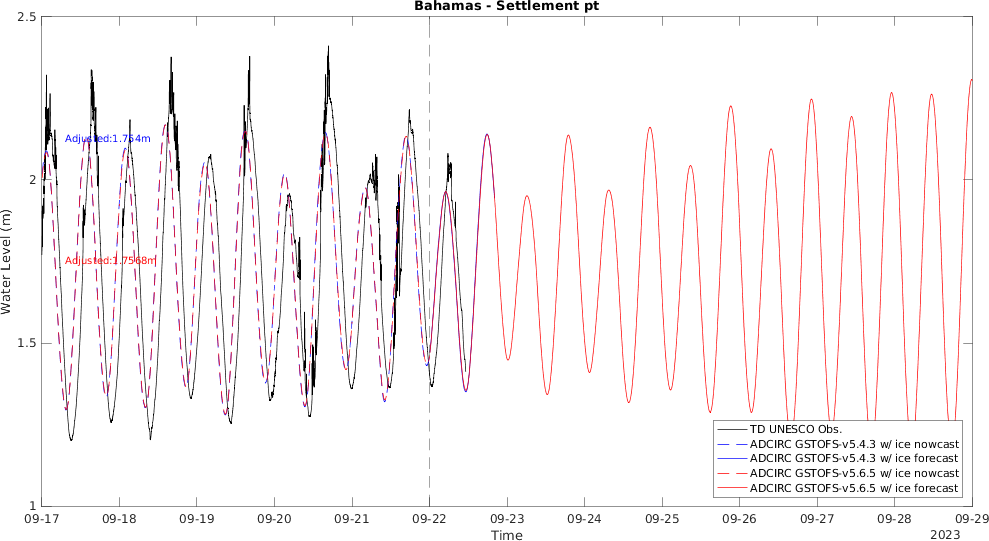 Bahamas - Settlement pt
2.5
2
1.5
1
Water Level (m)
Adjusted:1.754m
Adjusted:1.7568m
TD UNESCO Obs.
ADCIRC GSTOFS-v5.4.3 w/ ice nowcast
ADCIRC GSTOFS-v5.4.3 w/ ice forecast
ADCIRC GSTOFS-v5.6.5 w/ ice nowcast
ADCIRC GSTOFS-v5.6.5 w/ ice forecast
09-17 09-18 09-19 09-20 09-21 09-22 09-23 09-24 09-25 09-26 09-27 09-28 09-29
Time
2023